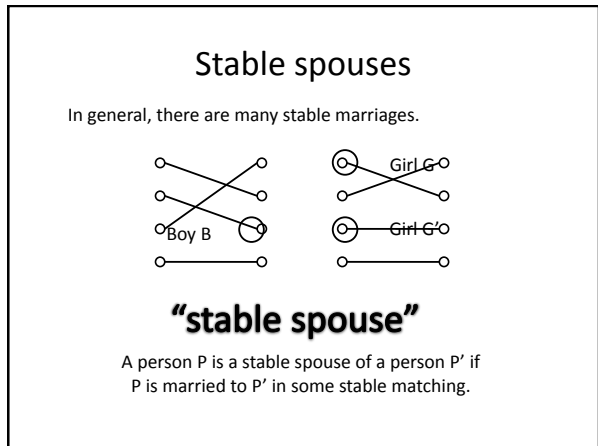 Stable spouses
In general, there are many stable marriages.
Girl G
Boy B
Girl G’
“stable spouse”
A person P is a stable spouse of a person P’ if
P is married to P’ in some stable matching.